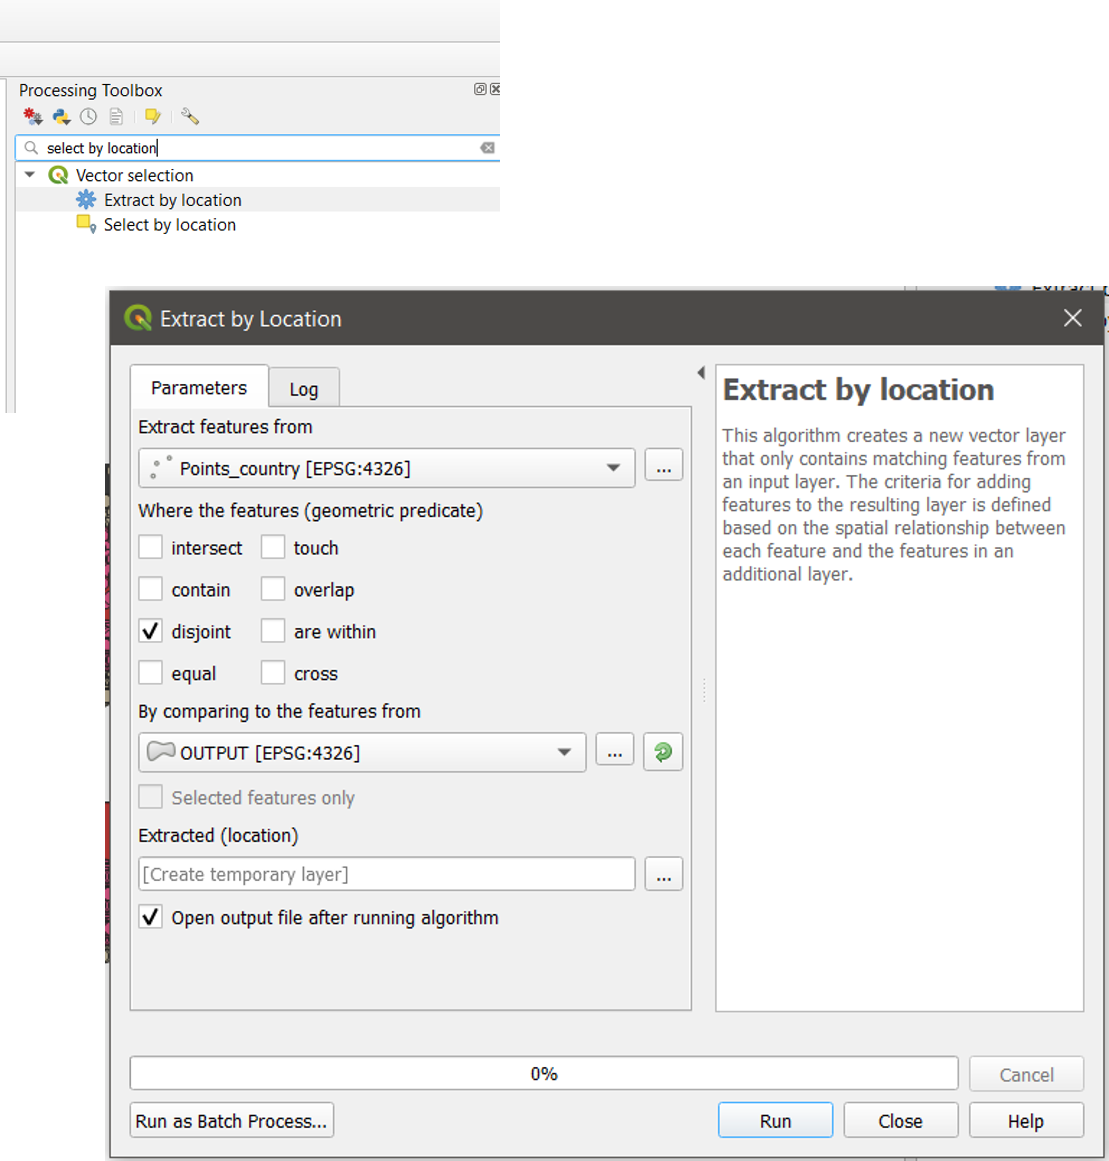 Processing Toolbox
select by location
Vector selection
Extract by location
Select by location
Extract by Location
Parameters
Log
Extract features from
Points_country [EPSG:4326]
...
Where the features (geometric predicate)
intersect touch
contain overlap
disjoint are within
equal cross
By comparing to the features from
OUTPUT [EPSG:4326]
...
Selected features only
Extracted (location)
[Create temporary layer]
...
Open output file after running algorithm
Extract by location
This algorithm creates a new vector layer
that only contains matching features from
an input layer. The criteria for adding
features to the resulting layer is defined
based on the spatial relationship between
each feature and the features in an
additional layer.
0%
Cancel
Run as Batch Process...
Run
Close
Help